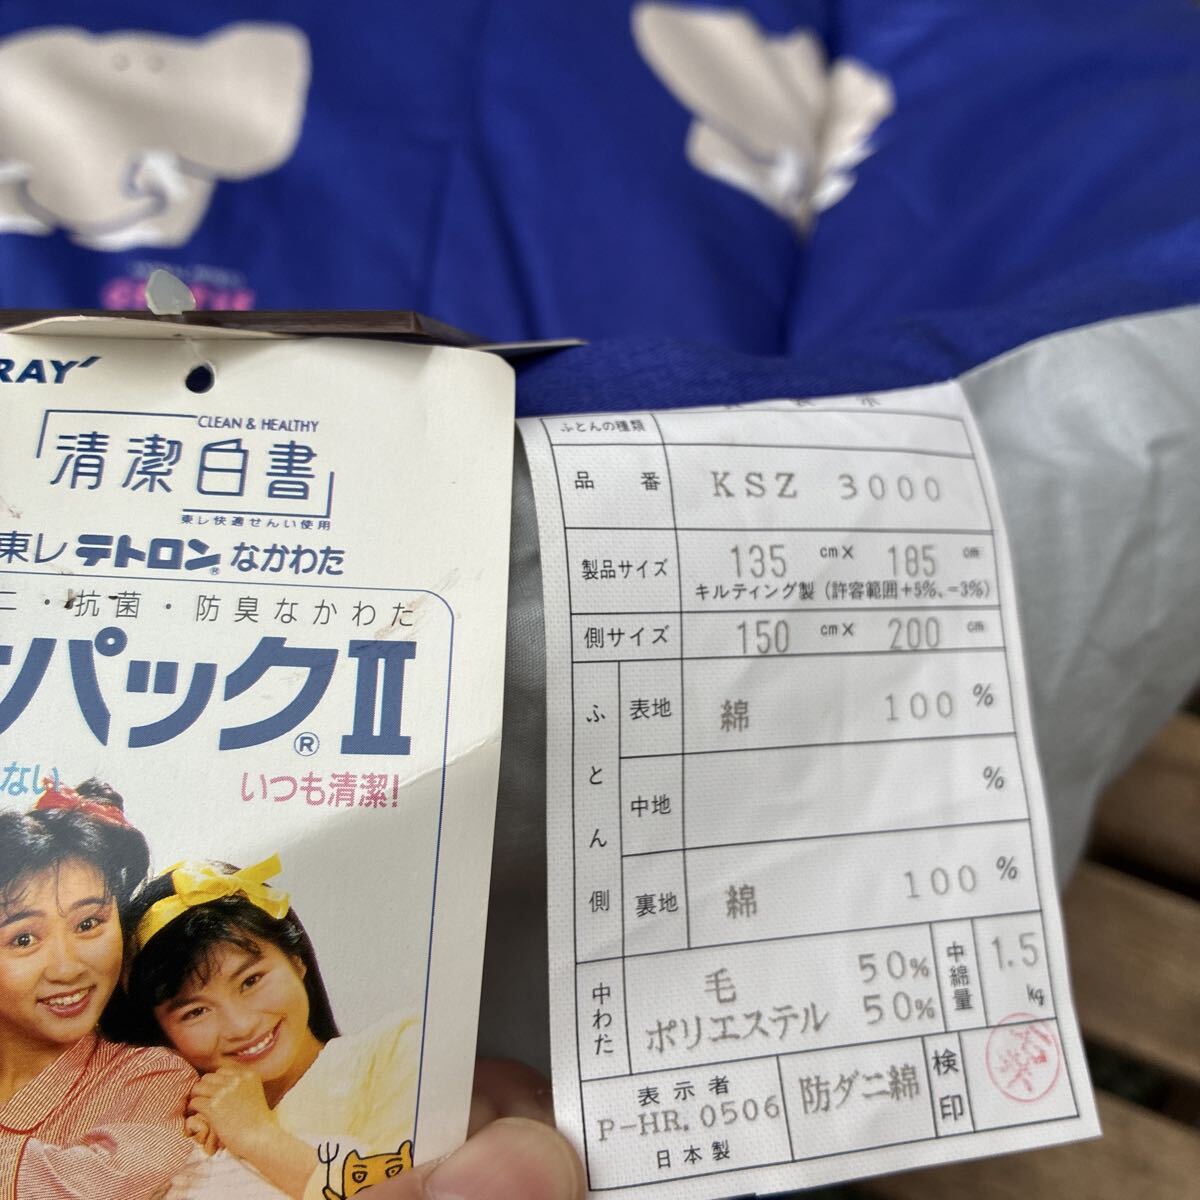 RAY
CLEAN & HEALTHY
「清潔白書」
東レ快適せんい使用
東レテトロン®なかわた
ニ・抗菌・防臭なかわた
パックⅡ®
ない
いつも清潔!
ふとんの種類
品番 KSZ 3000
製品サイズ 135 cm× 185 cm
キルティング製 (許容範囲+5%、-3%)
側サイズ 150 cm× 200 cm
ふとん側
表地 綿 100 %
中地 %
裏地 綿 100 %
中わた
毛 50%
ポリエステル 50%
中綿量 1.5 kg
表示者
P-HR.0506
日本製
防ダニ綿
検印